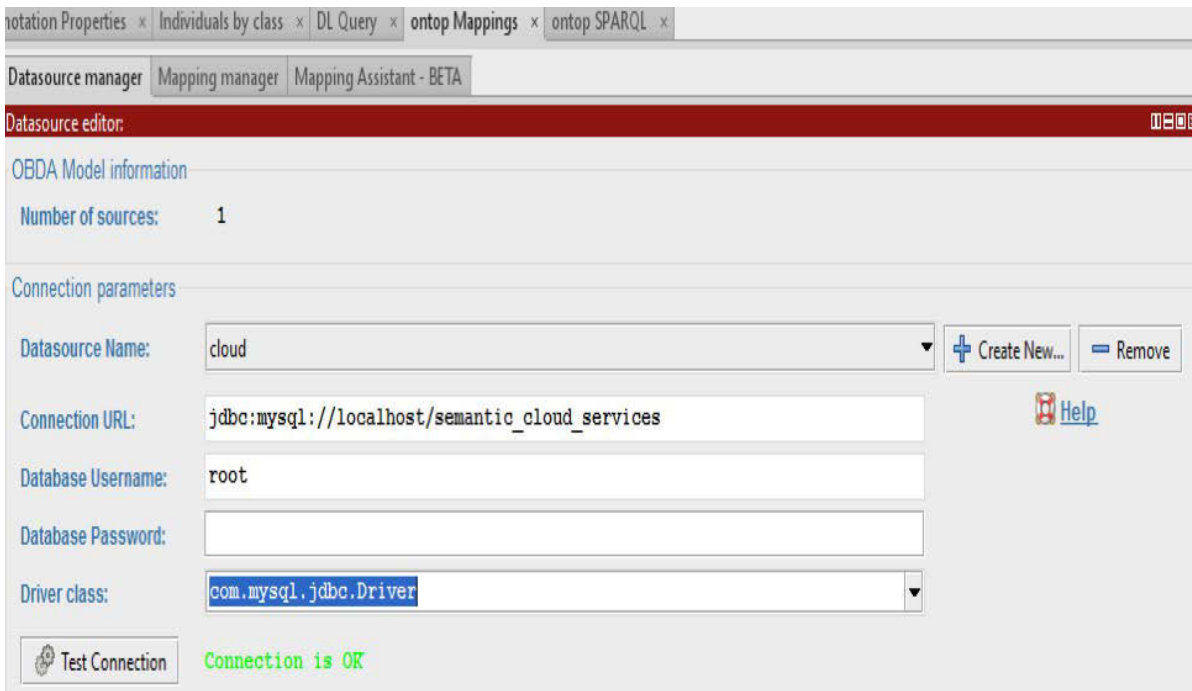 notation Properties × Individuals by class × DL Query × ontop Mappings × ontop SPARQL ×
Datasource manager Mapping manager Mapping Assistant - BETA
Datasource editor:
OBDA Model information
Number of sources: 1
Connection parameters
Datasource Name: cloud Create New... Remove
Connection URL: jdbc:mysql://localhost/semantic_cloud_services Help
Database Username: root
Database Password:
Driver class: com.mysql.jdbc.Driver
Test Connection Connection is OK